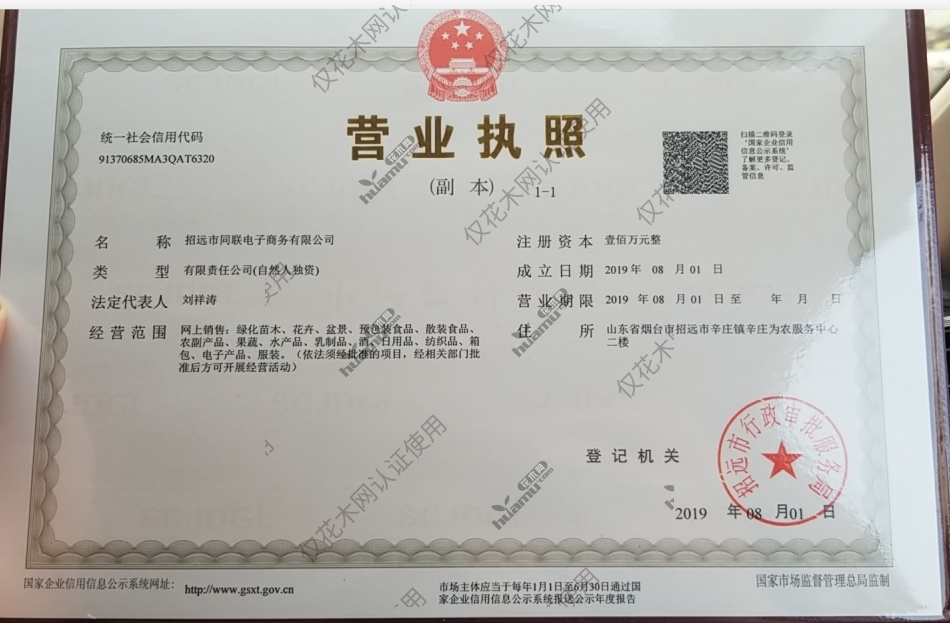 营业执照
（副 本） 1-1
统一社会信用代码
91370685MA3QAT6320
扫描二维码登录
‘国家企业信用
信息公示系统’
了解更多登记、
备案、许可、监
管信息
名 称 招远市同联电子商务有限公司
类 型 有限责任公司(自然人独资)
法定代表人 刘祥涛
经营范围 网上销售：绿化苗木、花卉、盆景、预包装食品、散装食品、
农副产品、果蔬、水产品、乳制品、酒、日用品、纺织品、箱
包、电子产品、服装。（依法须经批准的项目，经相关部门批
准后方可开展经营活动）
注册资本 壹佰万元整
成立日期 2019 年 08 月 01 日
营业期限 2019 年 08 月 01 日 至 年 月 日
住 所 山东省烟台市招远市辛庄镇辛庄为农服务中心
二楼
登记机关
招远市行政审批服务局
2019 年 08 月 01 日
国家企业信用信息公示系统网址： http://www.gsxt.gov.cn
市场主体应当于每年1月1日至6月30日通过国
家企业信用信息公示系统报送公示年度报告
国家市场监督管理总局监制
仅花木网认证使用
仅花木网认证使用
仅花木网认证使用
花木网
huamu.com
花木网
huamu.com
花木网
huamu.com
花木网
huamu.com